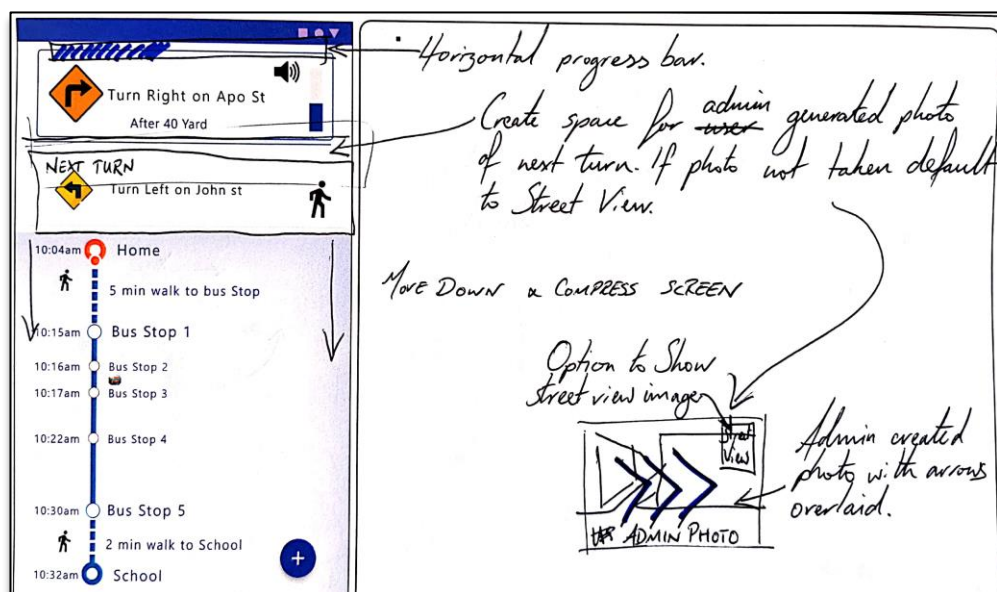 Turn Right on Apo St
After 40 Yard
NEXT TURN
Turn Left on John st
10:04am Home
5 min walk to bus Stop
10:15am Bus Stop 1
10:16am Bus Stop 2
10:17am Bus Stop 3
10:22am Bus Stop 4
10:30am Bus Stop 5
2 min walk to School
10:32am School
+
Horizontal progress bar.
Create space for user admin generated photo
of next turn. If photo not taken default
to Street View.
MOVE DOWN & COMPRESS SCREEN
Option to Show
street view images
Street
View
ADMIN PHOTO
Admin created
photo with arrows
overlaid.